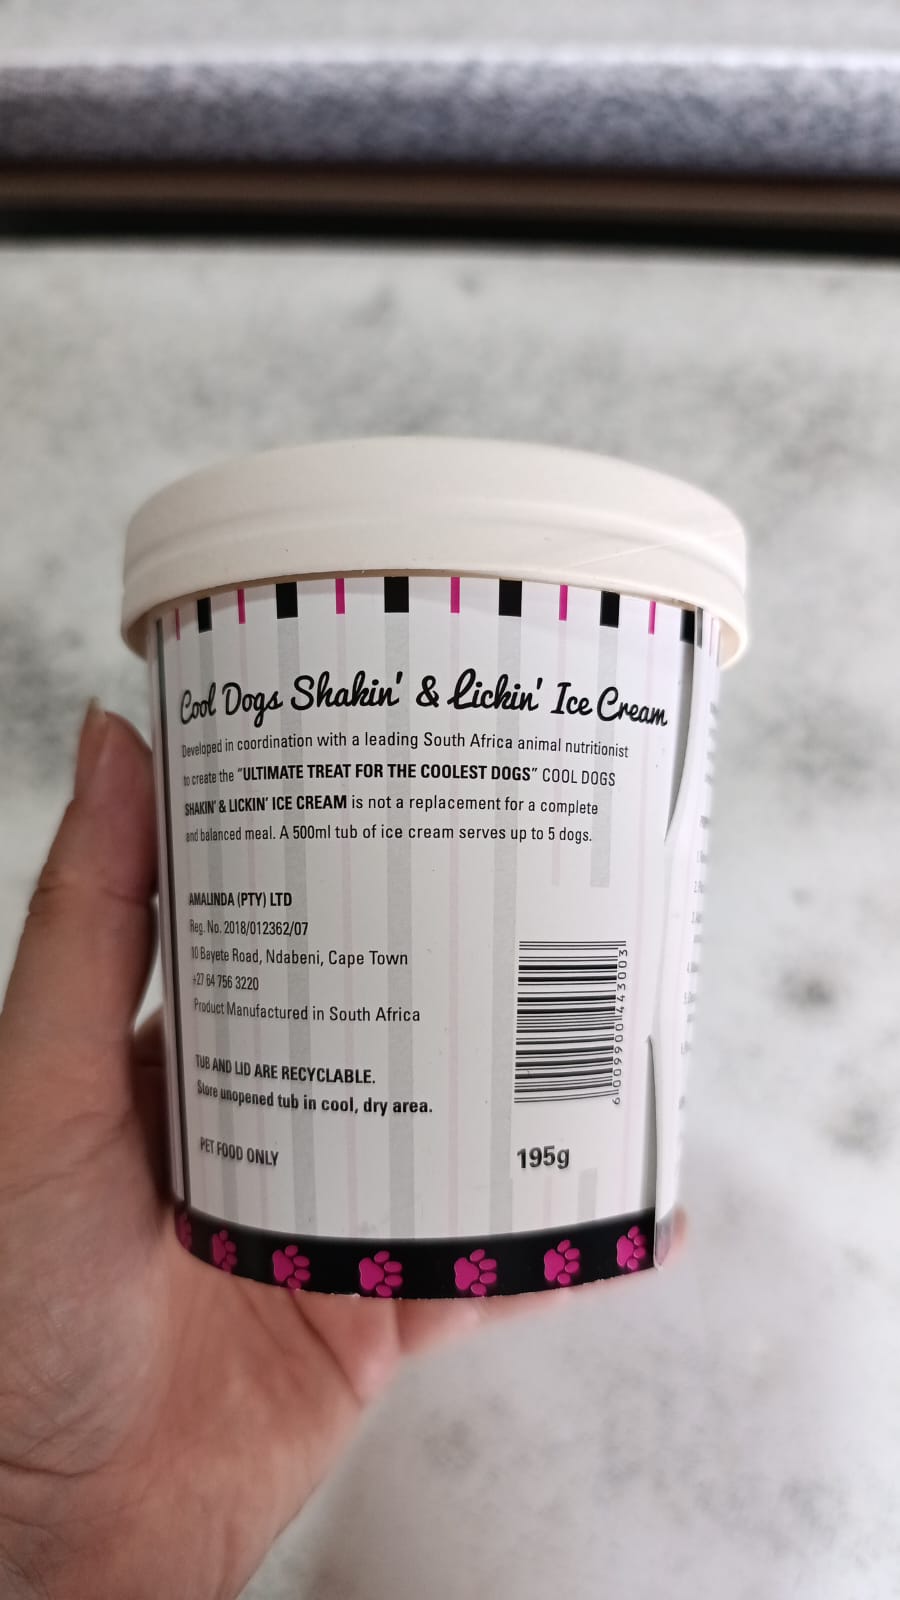 Cool Dogs Shakin' & Lickin' Ice Cream
Developed in coordination with a leading South Africa animal nutritionist
to create the "ULTIMATE TREAT FOR THE COOLEST DOGS" COOL DOGS
SHAKIN' & LICKIN' ICE CREAM is not a replacement for a complete
and balanced meal. A 500ml tub of ice cream serves up to 5 dogs.
AMALINDA (PTY) LTD
Reg. No. 2018/012362/07
10 Bayete Road, Ndabeni, Cape Town
+27 64 756 3220
Product Manufactured in South Africa
TUB AND LID ARE RECYCLABLE.
Store unopened tub in cool, dry area.
PET FOOD ONLY
6009900443003
195g